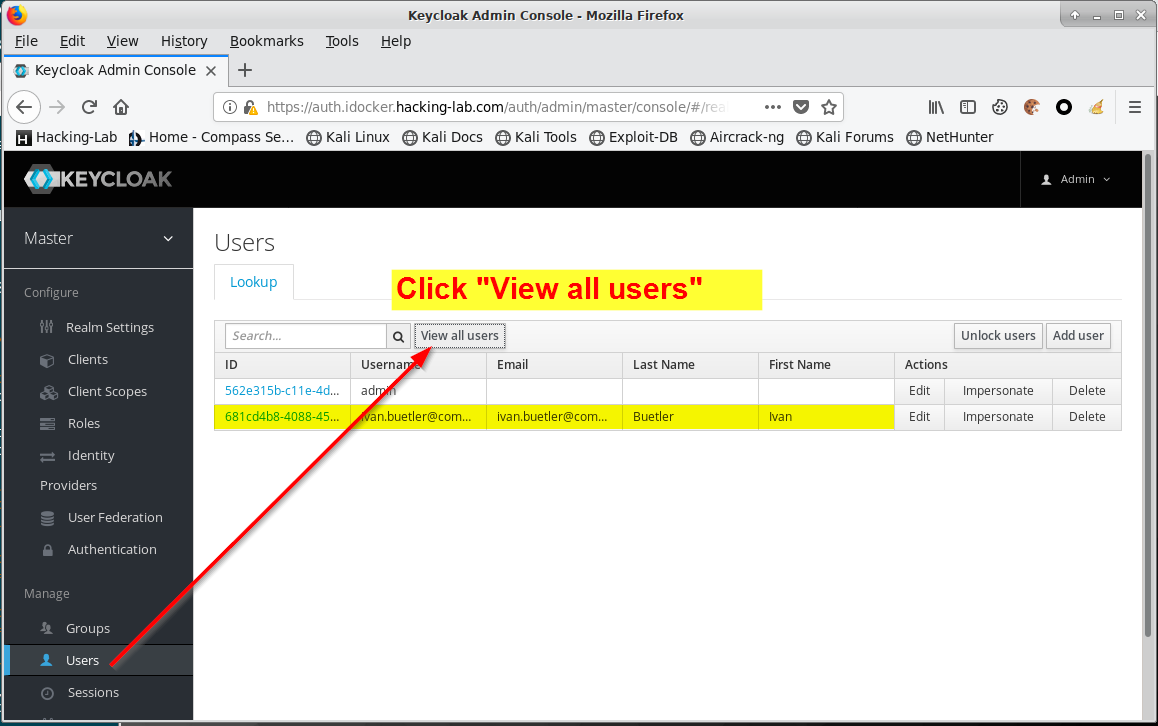 Keycloak Admin Console - Mozilla Firefox
File Edit View History Bookmarks Tools Help
Keycloak Admin Console
https://auth.idocker.hacking-lab.com/auth/admin/master/console/#/rea
Hacking-Lab Home - Compass Se... Kali Linux Kali Docs Kali Tools Exploit-DB Aircrack-ng Kali Forums NetHunter
KEYCLOAK
Admin
Master
Configure
Realm Settings
Clients
Client Scopes
Roles
Identity
Providers
User Federation
Authentication
Manage
Groups
Users
Sessions
Users
Lookup
Click "View all users"
Search... View all users Unlock users Add user
ID Username Email Last Name First Name Actions
562e315b-c11e-4d... admin Edit Impersonate Delete
681cd4b8-4088-45... ivan.buetler@com... ivan.buetler@com... Buetler Ivan Edit Impersonate Delete